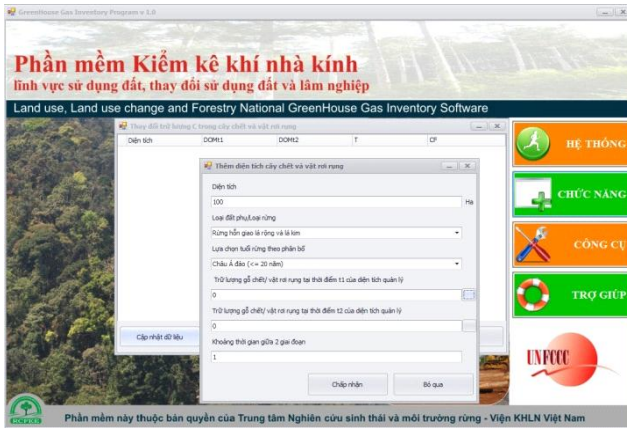 GreenHouse Gas Inventory Program v 1.0
Phần mềm Kiểm kê khí nhà kính
lĩnh vực sử dụng đất, thay đổi sử dụng đất và lâm nghiệp
Land use, Land use change and Forestry National GreenHouse Gas Inventory Software
Thay đổi trữ lượng C trong cây chết và vật rơi rụng
Diện tích DOMt1 DOMt2 T CF
Thêm diện tích cây chết và vật rơi rụng
Diện tích
100 Ha
Loại đất phụ/Loại rừng
Rừng hỗn giao lá rộng và lá kim
Lựa chọn tuổi rừng theo phân bố
Châu Á đảo (<= 20 năm)
Trữ lượng gỗ chết/ vật rơi rụng tại thời điểm t1 của diện tích quản lý
0
Trữ lượng gỗ chết/ vật rơi rụng tại thời điểm t2 của diện tích quản lý
0
Khoảng thời gian giữa 2 giai đoạn
1
Chấp nhận Bỏ qua
Cập nhật dữ liệu
HỆ THỐNG
CHỨC NĂNG
CÔNG CỤ
TRỢ GIÚP
UNFCCC
RCFEE
Phần mềm này thuộc bản quyền của Trung tâm Nghiên cứu sinh thái và môi trường rừng - Viện KHLN Việt Nam